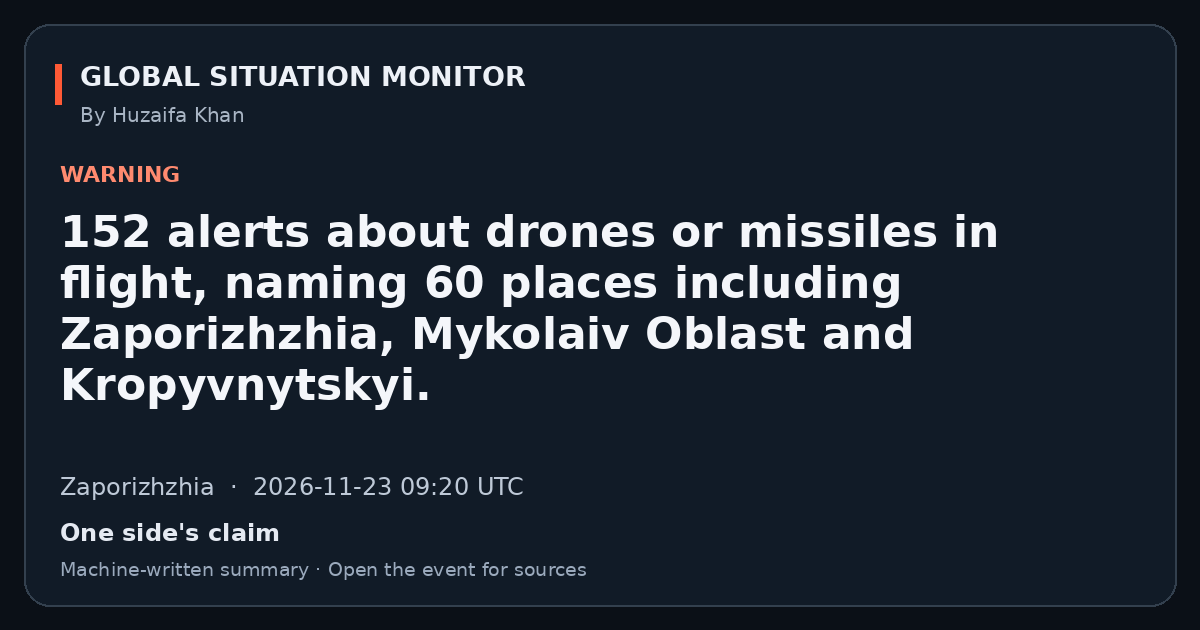 GLOBAL SITUATION MONITOR
By Huzaifa Khan
WARNING
152 alerts about drones or missiles in
flight, naming 60 places including
Zaporizhzhia, Mykolaiv Oblast and
Kropyvnytskyi.
Zaporizhzhia · 2026-11-23 09:20 UTC
One side's claim
Machine-written summary · Open the event for sources